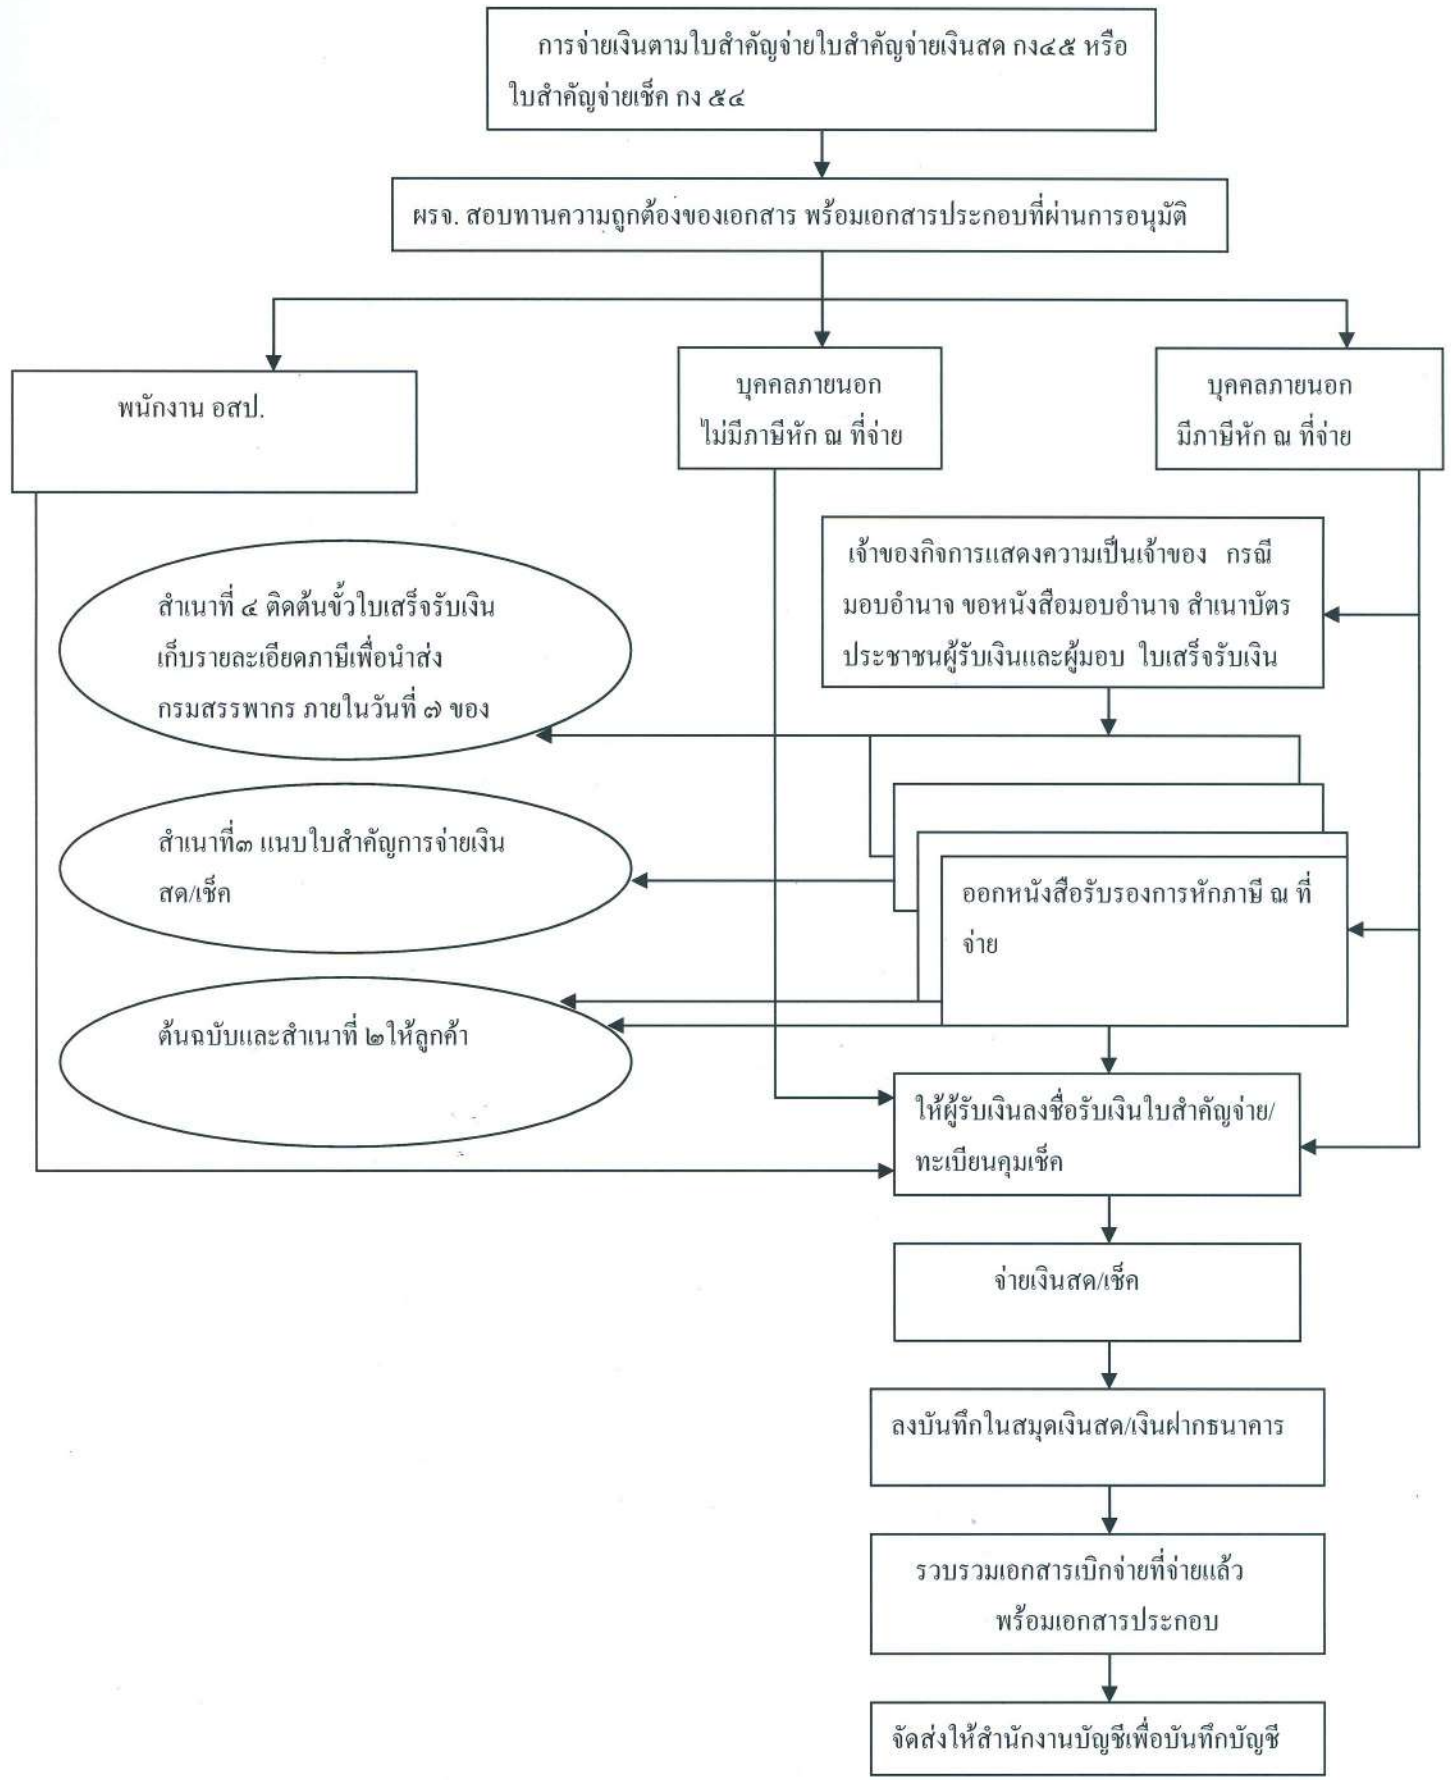 การจ่ายเงินตามใบสำคัญจ่ายใบสำคัญจ่ายเงินสด กง๔๕ หรือ
ใบสำคัญจ่ายเช็ค กง ๕๔
ผรจ. สอบทานความถูกต้องของเอกสาร พร้อมเอกสารประกอบที่ผ่านการอนุมัติ
พนักงาน อสป.
บุคคลภายนอก
ไม่มีภาษีหัก ณ ที่จ่าย
บุคคลภายนอก
มีภาษีหัก ณ ที่จ่าย
เจ้าของกิจการแสดงความเป็นเจ้าของ กรณี
มอบอำนาจ ขอหนังสือมอบอำนาจ สำเนาบัตร
ประชาชนผู้รับเงินและผู้มอบ ใบเสร็จรับเงิน
สำเนาที่ ๔ ติดต้นขั้วใบเสร็จรับเงิน
เก็บรายละเอียดภาษีเพื่อนำส่ง
กรมสรรพากร ภายในวันที่ ๗ ของ
สำเนาที่๓ แนบใบสำคัญการจ่ายเงิน
สด/เช็ค
ออกหนังสือรับรองการหักภาษี ณ ที่
จ่าย
ต้นฉบับและสำเนาที่ ๒ให้ลูกค้า
ให้ผู้รับเงินลงชื่อรับเงินใบสำคัญจ่าย/
ทะเบียนคุมเช็ค
จ่ายเงินสด/เช็ค
ลงบันทึกในสมุดเงินสด/เงินฝากธนาคาร
รวบรวมเอกสารเบิกจ่ายที่จ่ายแล้ว
พร้อมเอกสารประกอบ
จัดส่งให้สำนักงานบัญชีเพื่อบันทึกบัญชี